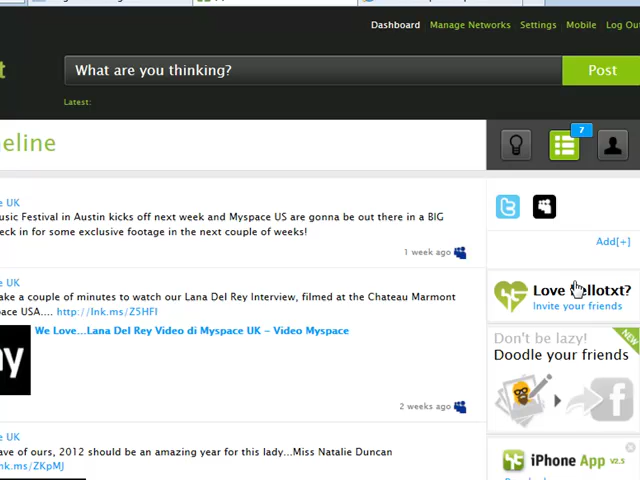 Dashboard Manage Networks Settings Mobile Log Out
t
What are you thinking? Post
Latest:
eline
7
e UK
usic Festival in Austin kicks off next week and Myspace US are gonna be out there in a BIG
eck in for some exclusive footage in the next couple of weeks!
1 week ago
Add[+]
e UK
ake a couple of minutes to watch our Lana Del Rey Interview, filmed at the Chateau Marmont
space USA.... http://lnk.ms/Z5HFl
We Love...Lana Del Rey Video di Myspace UK - Video Myspace
ny
2 weeks ago
Love hellotxt?
Invite your friends
NEW
Don't be lazy!
Doodle your friends
f
e UK
ave of ours, 2012 should be an amazing year for this lady...Miss Natalie Duncan
nk.ms/ZKpMJ
iPhone App v2.5